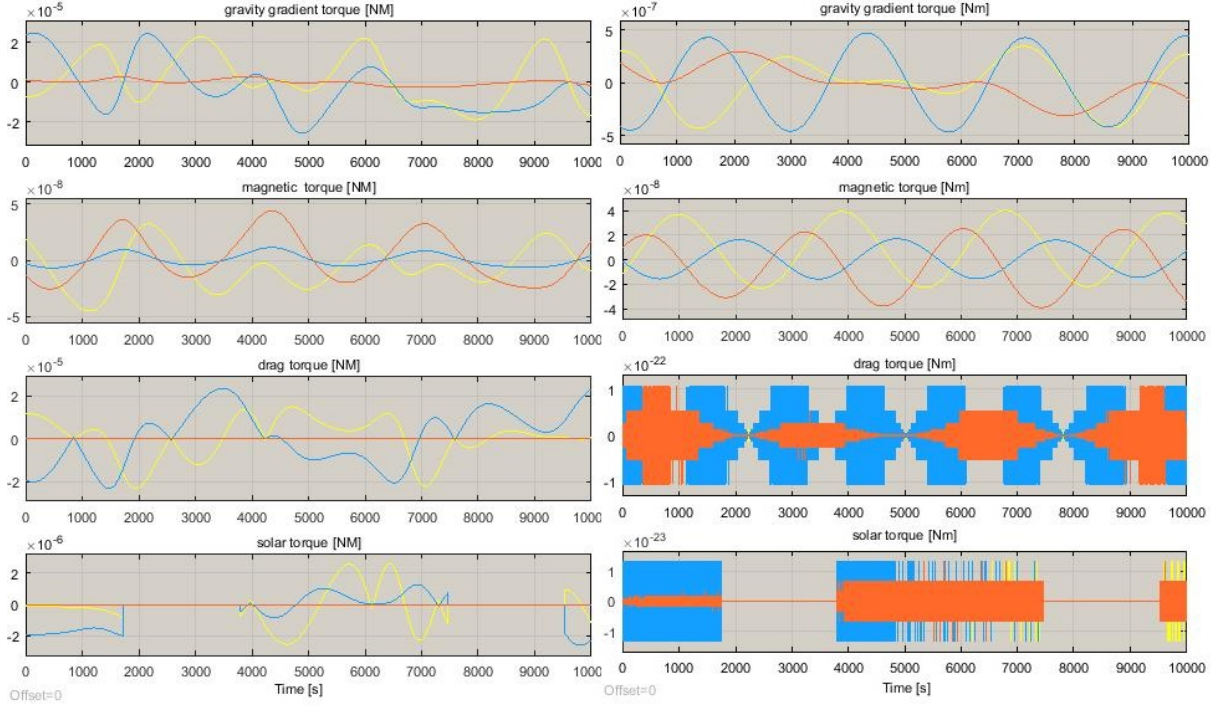 gravity gradient torque [NM]
×10⁻⁵
2
0
-2
0 1000 2000 3000 4000 5000 6000 7000 8000 9000 1000
magnetic torque [NM]
×10⁻⁸
5
0
-5
0 1000 2000 3000 4000 5000 6000 7000 8000 9000 1000
drag torque [NM]
×10⁻⁵
2
0
-2
0 1000 2000 3000 4000 5000 6000 7000 8000 9000 1000
solar torque [NM]
×10⁻⁶
2
0
-2
0 1000 2000 3000 4000 5000 6000 7000 8000 9000 1000
Time [s]
Offset=0
gravity gradient torque [Nm]
×10⁻⁷
5
0
-5
0 1000 2000 3000 4000 5000 6000 7000 8000 9000 10000
magnetic torque [Nm]
×10⁻⁸
4
2
0
-2
-4
0 1000 2000 3000 4000 5000 6000 7000 8000 9000 10000
drag torque [Nm]
×10⁻²²
1
0
-1
0 1000 2000 3000 4000 5000 6000 7000 8000 9000 10000
solar torque [Nm]
×10⁻²³
1
0
-1
0 1000 2000 3000 4000 5000 6000 7000 8000 9000 10000
Time [s]
Offset=0